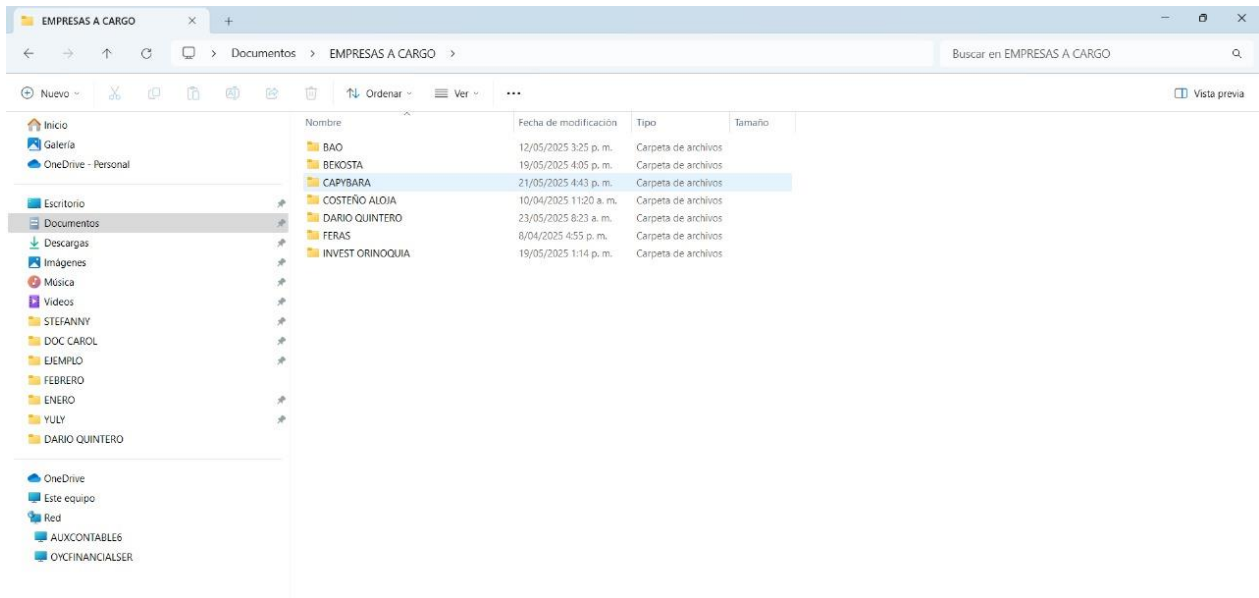 EMPRESAS A CARGO
Documentos > EMPRESAS A CARGO >
Buscar en EMPRESAS A CARGO
Nuevo
Ordenar
Ver
Vista previa
Inicio
Galería
OneDrive - Personal
Escritorio
Documentos
Descargas
Imágenes
Música
Videos
STEFANNY
DOC CAROL
EJEMPLO
FEBRERO
ENERO
YULY
DARIO QUINTERO
OneDrive
Este equipo
Red
AUXCONTABLE6
OYCFINANCIALSER
Nombre Fecha de modificación Tipo Tamaño
BAO 12/05/2025 3:25 p. m. Carpeta de archivos
BEKOSTA 19/05/2025 4:05 p. m. Carpeta de archivos
CAPYBARA 21/05/2025 4:43 p. m. Carpeta de archivos
COSTEÑO ALOJA 10/04/2025 11:20 a. m. Carpeta de archivos
DARIO QUINTERO 23/05/2025 8:23 a. m. Carpeta de archivos
FERAS 8/04/2025 4:55 p. m. Carpeta de archivos
INVEST ORINOQUIA 19/05/2025 1:14 p. m. Carpeta de archivos